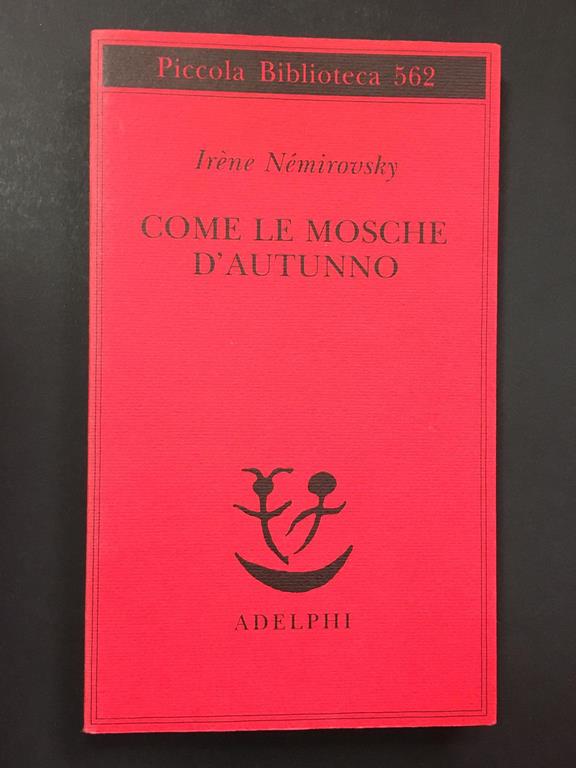 Piccola Biblioteca 562
Irène Némirovsky
COME LE MOSCHE
D'AUTUNNO
ADELPHI